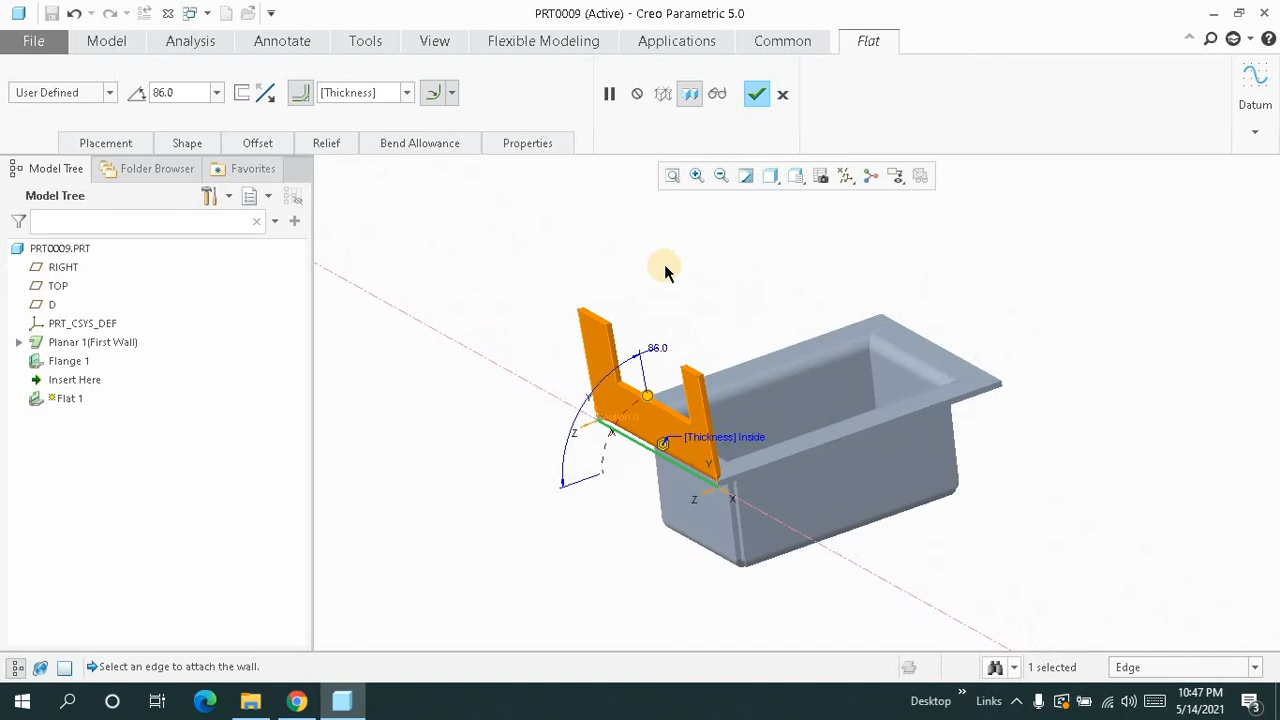 PRT0009 (Active) - Creo Parametric 5.0
File Model Analysis Annotate Tools View Flexible Modeling Applications Common Flat
User Defined 86.0 [Thickness] Datum
Placement Shape Offset Relief Bend Allowance Properties
Model Tree Folder Browser Favorites
Model Tree
PRT0009.PRT
RIGHT
TOP
D
PRT_CSYS_DEF
Planar 1(First Wall)
Flange 1
Insert Here
Flat 1
86.0
Y
Z X
[Thickness] Inside
Y
Z X
Select an edge to attach the wall. 1 selected Edge
Desktop Links 10:47 PM
5/14/2021
3